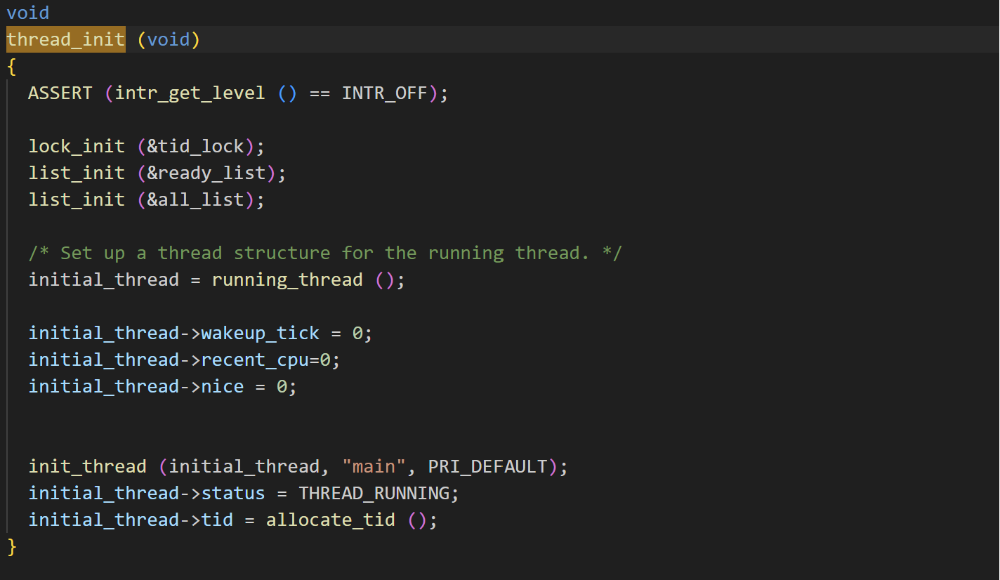 void
thread_init (void)
{
  ASSERT (intr_get_level () == INTR_OFF);
  lock_init (&tid_lock);
  list_init (&ready_list);
  list_init (&all_list);
  /* Set up a thread structure for the running thread. */
  initial_thread = running_thread ();
  initial_thread->wakeup_tick = 0;
  initial_thread->recent_cpu=0;
  initial_thread->nice = 0;
  init_thread (initial_thread, "main", PRI_DEFAULT);
  initial_thread->status = THREAD_RUNNING;
  initial_thread->tid = allocate_tid ();
}